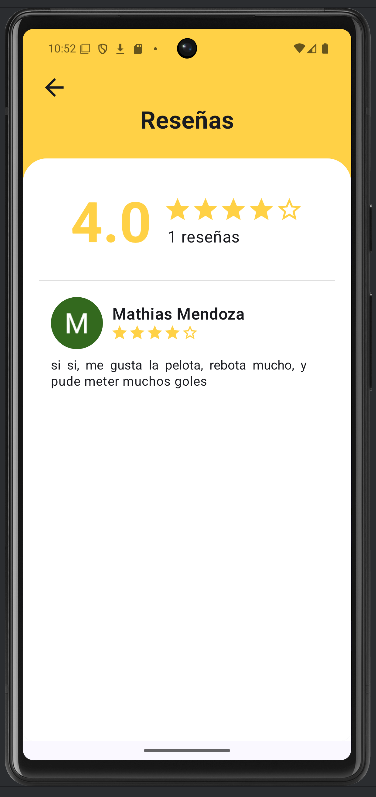 10:52
Reseñas
4.0
1 reseñas
M
Mathias Mendoza
si si, me gusta la pelota, rebota mucho, y
pude meter muchos goles